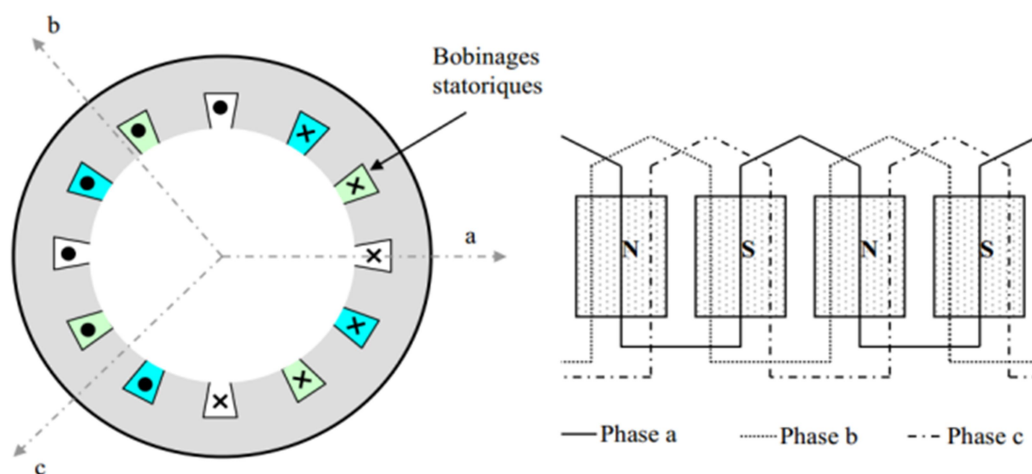 b
Bobinages
statoriques
a
c
N
S
N
S
Phase a
Phase b
Phase c